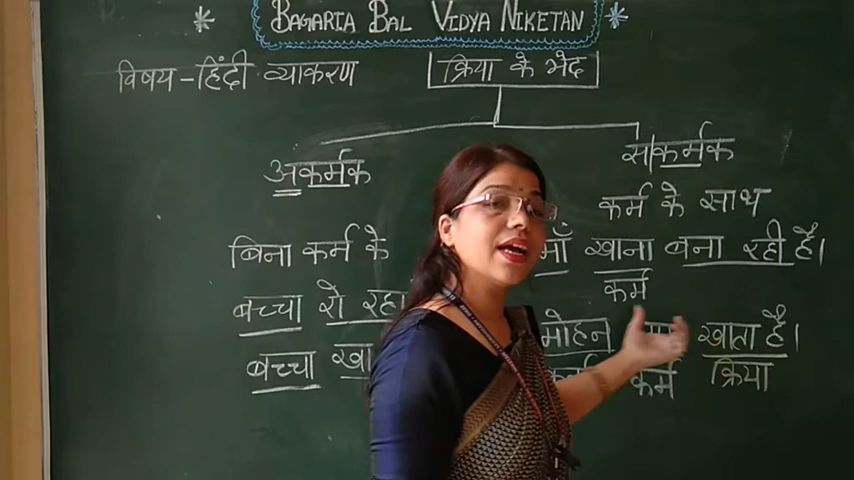 BAGARIA BAL VIDYA NIKETAN
विषय - हिंदी व्याकरण
क्रिया के भेद
अकर्मक
सकर्मक
बिना कर्म के
कर्म के साथ
बच्चा रो रहा
माँ खाना बना रही है।
कर्म
बच्चा
मोहन खाता है।
कर्म क्रिया